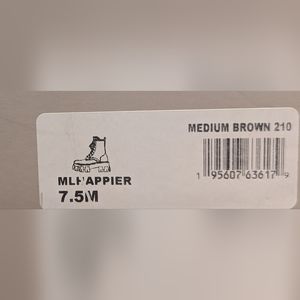 MEDIUM BROWN 210
1 95607 63617 9
MLHAPPIER
7.5M